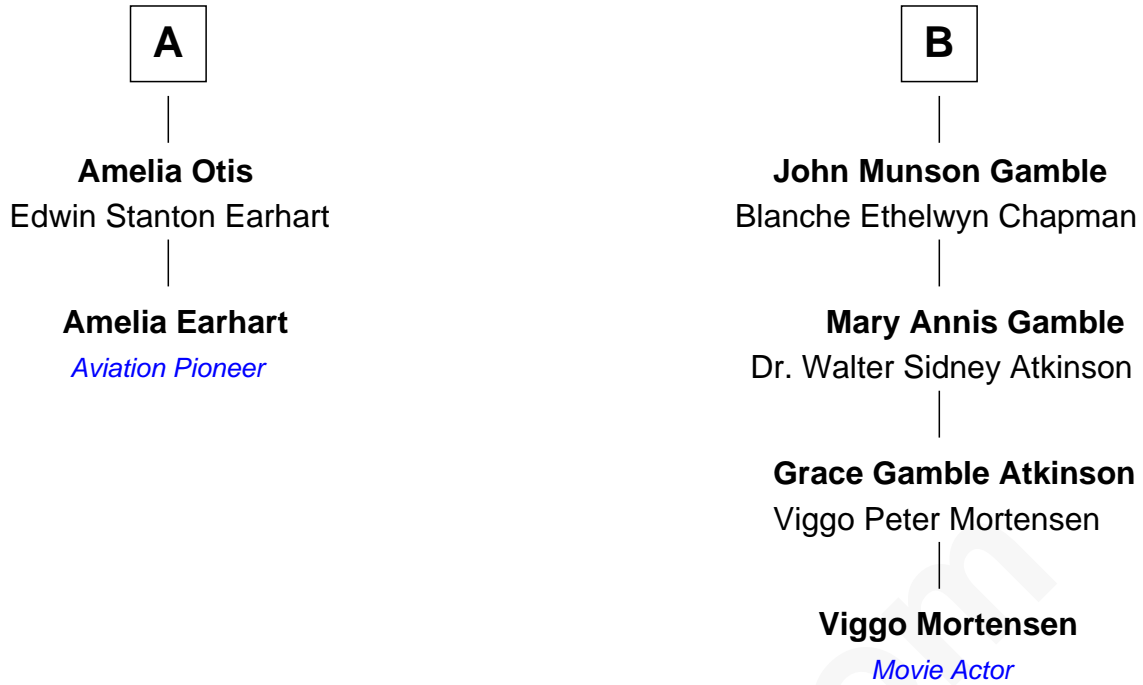 A
Amelia Otis
Edwin Stanton Earhart
Amelia Earhart
Aviation Pioneer
B
John Munson Gamble
Blanche Ethelwyn Chapman
Mary Annis Gamble
Dr. Walter Sidney Atkinson
Grace Gamble Atkinson
Viggo Peter Mortensen
Viggo Mortensen
Movie Actor